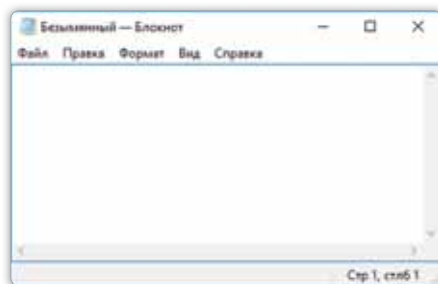 Безымянный — Блокнот
Файл Правка Формат Вид Справка
Стр 1, стлб 1